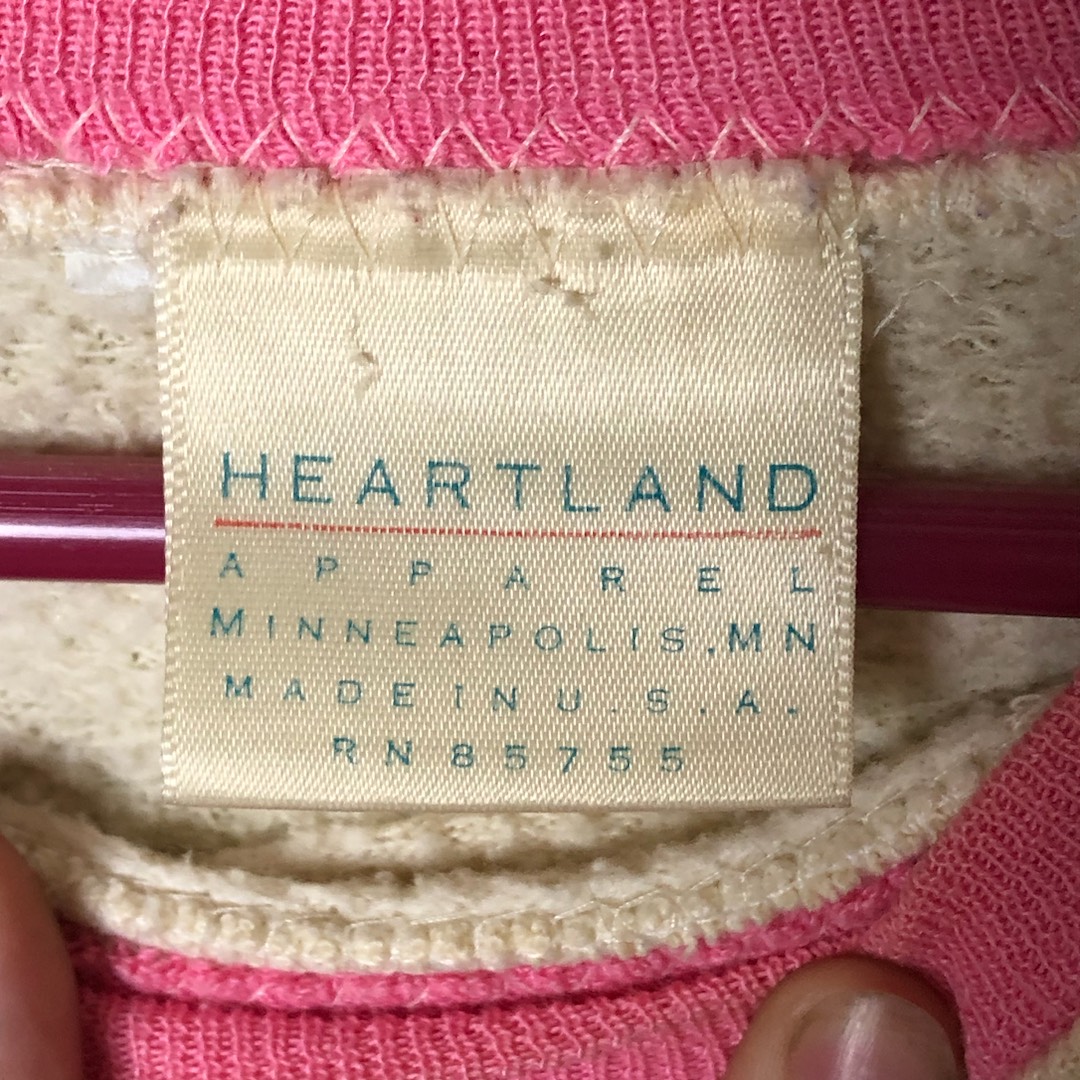 HEARTLAND
APPAREL
MINNEAPOLIS, MN
MADE IN U.S.A.
RN 85755